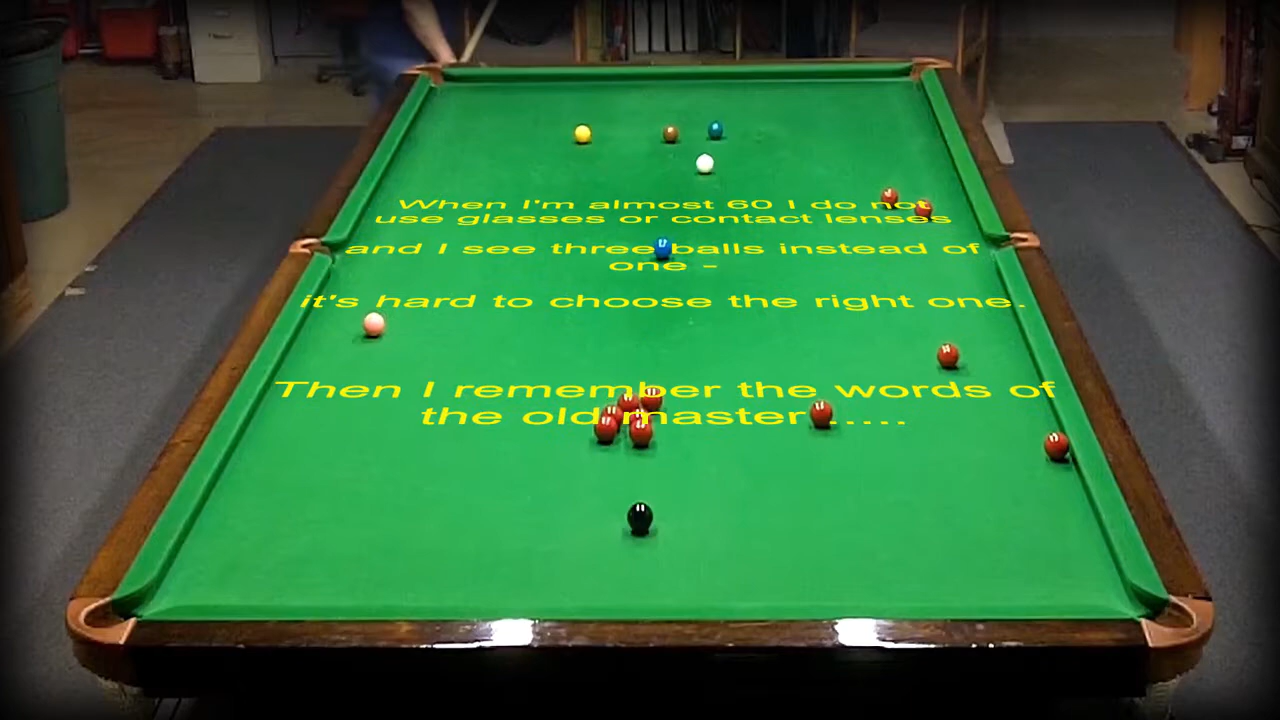 When I'm almost 60 I do not
use glasses or contact lenses
and I see three balls instead of
one -
it's hard to choose the right one.
Then I remember the words of
the old master .....